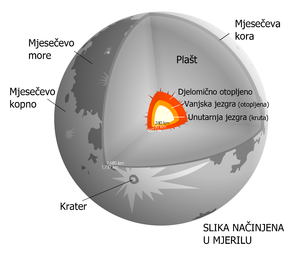 Mjesečevo
more
Mjesečeva
kora
Plašt
Mjesečevo
kopno
Djelomično otopljeno
Vanjska jezgra (otopljena)
Unutarnja jezgra (kruta)
Krater
SLIKA NAČINJENA
U MJERILU